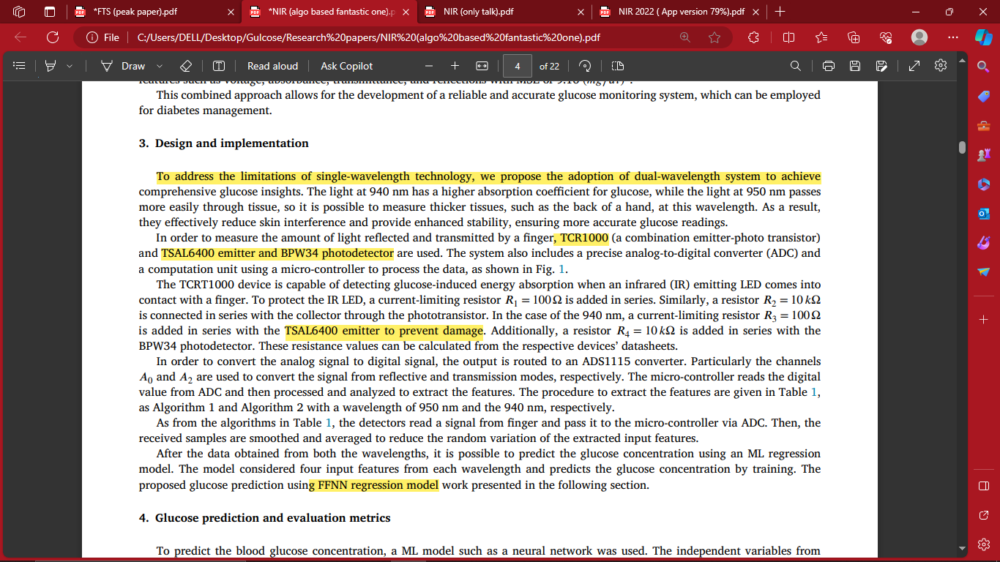 *FTS (peak paper).pdf
*NIR (algo based fantastic one).p
NIR (only talk).pdf
NIR 2022 ( App version 79%).pdf
File
C:/Users/DELL/Desktop/Gulcose/Research%20papers/NIR%20(algo%20based%20fantastic%20one).pdf
Draw
Read aloud
Ask Copilot
4
of 22
This combined approach allows for the development of a reliable and accurate glucose monitoring system, which can be employed
for diabetes management.
3. Design and implementation
To address the limitations of single-wavelength technology, we propose the adoption of dual-wavelength system to achieve
comprehensive glucose insights. The light at 940 nm has a higher absorption coefficient for glucose, while the light at 950 nm passes
more easily through tissue, so it is possible to measure thicker tissues, such as the back of a hand, at this wavelength. As a result,
they effectively reduce skin interference and provide enhanced stability, ensuring more accurate glucose readings.
In order to measure the amount of light reflected and transmitted by a finger, TCR1000 (a combination emitter-photo transistor)
and TSAL6400 emitter and BPW34 photodetector are used. The system also includes a precise analog-to-digital converter (ADC) and
a computation unit using a micro-controller to process the data, as shown in Fig. 1.
The TCRT1000 device is capable of detecting glucose-induced energy absorption when an infrared (IR) emitting LED comes into
contact with a finger. To protect the IR LED, a current-limiting resistor R₁ = 100Ω is added in series. Similarly, a resistor R₂ = 10kΩ
is connected in series with the collector through the phototransistor. In the case of the 940 nm, a current-limiting resistor R₃ = 100Ω
is added in series with the TSAL6400 emitter to prevent damage. Additionally, a resistor R₄ = 10kΩ is added in series with the
BPW34 photodetector. These resistance values can be calculated from the respective devices' datasheets.
In order to convert the analog signal to digital signal, the output is routed to an ADS1115 converter. Particularly the channels
A₀ and A₂ are used to convert the signal from reflective and transmission modes, respectively. The micro-controller reads the digital
value from ADC and then processed and analyzed to extract the features. The procedure to extract the features are given in Table 1,
as Algorithm 1 and Algorithm 2 with a wavelength of 950 nm and the 940 nm, respectively.
As from the algorithms in Table 1, the detectors read a signal from finger and pass it to the micro-controller via ADC. Then, the
received samples are smoothed and averaged to reduce the random variation of the extracted input features.
After the data obtained from both the wavelengths, it is possible to predict the glucose concentration using an ML regression
model. The model considered four input features from each wavelength and predicts the glucose concentration by training. The
proposed glucose prediction using FFNN regression model work presented in the following section.
4. Glucose prediction and evaluation metrics
To predict the blood glucose concentration, a ML model such as a neural network was used. The independent variables from